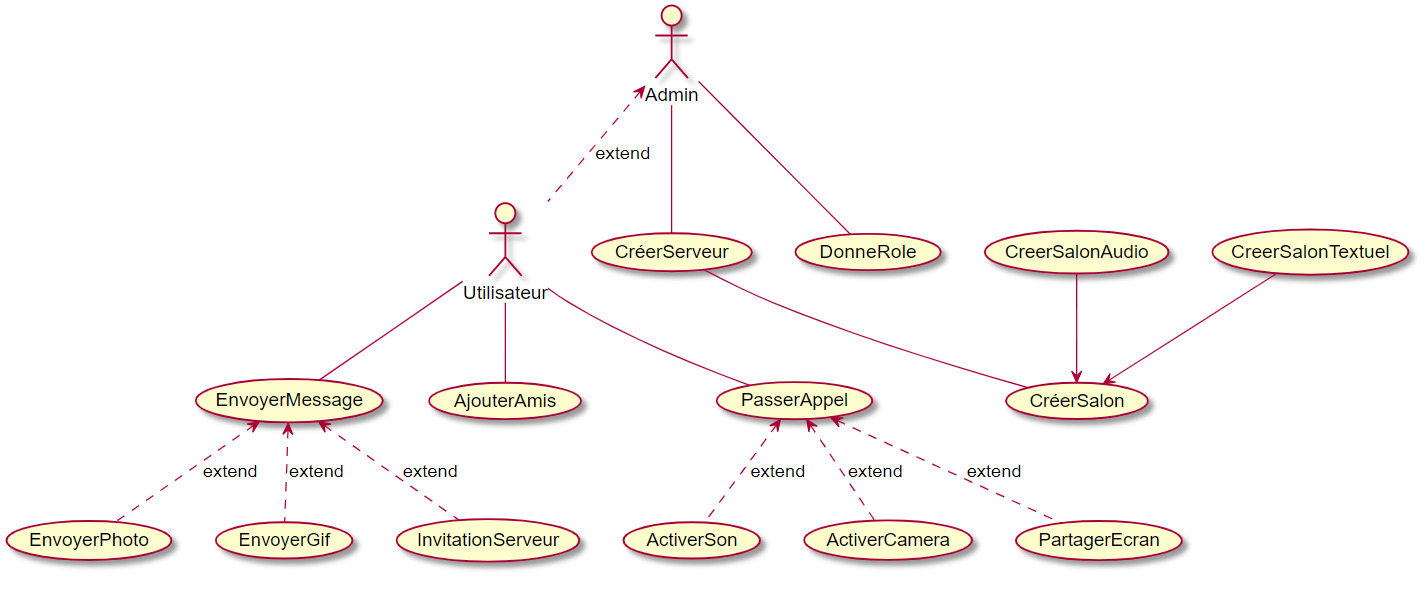 Admin
extend
CréerServeur
DonneRole
CreerSalonAudio
CreerSalonTextuel
Utilisateur
EnvoyerMessage
AjouterAmis
PasserAppel
CréerSalon
extend
extend
extend
extend
extend
extend
EnvoyerPhoto
EnvoyerGif
InvitationServeur
ActiverSon
ActiverCamera
PartagerEcran